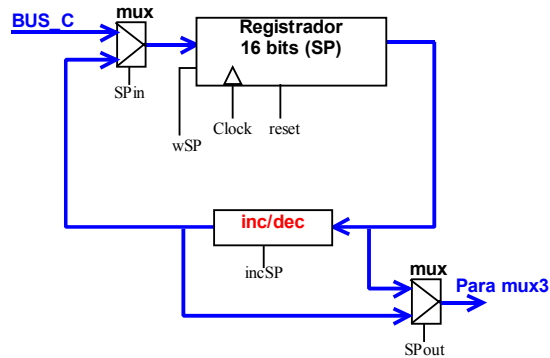 BUS_C
mux
Registrador
16 bits (SP)
SPin
wSP
Clock
reset
inc/dec
incSP
mux
Para mux3
SPout